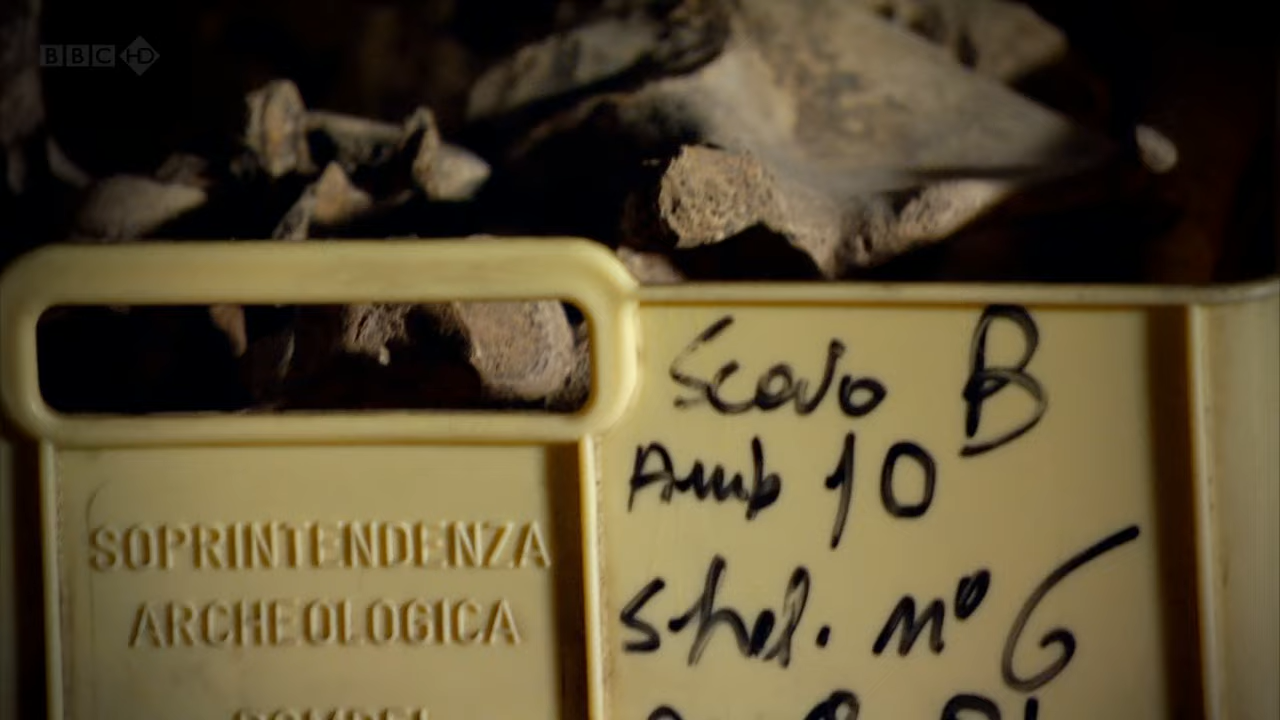 BBC HD
Scavo B
Amb 10
SOPRINTENDENZA
ARCHEOLOGICA
Skel. nº 6